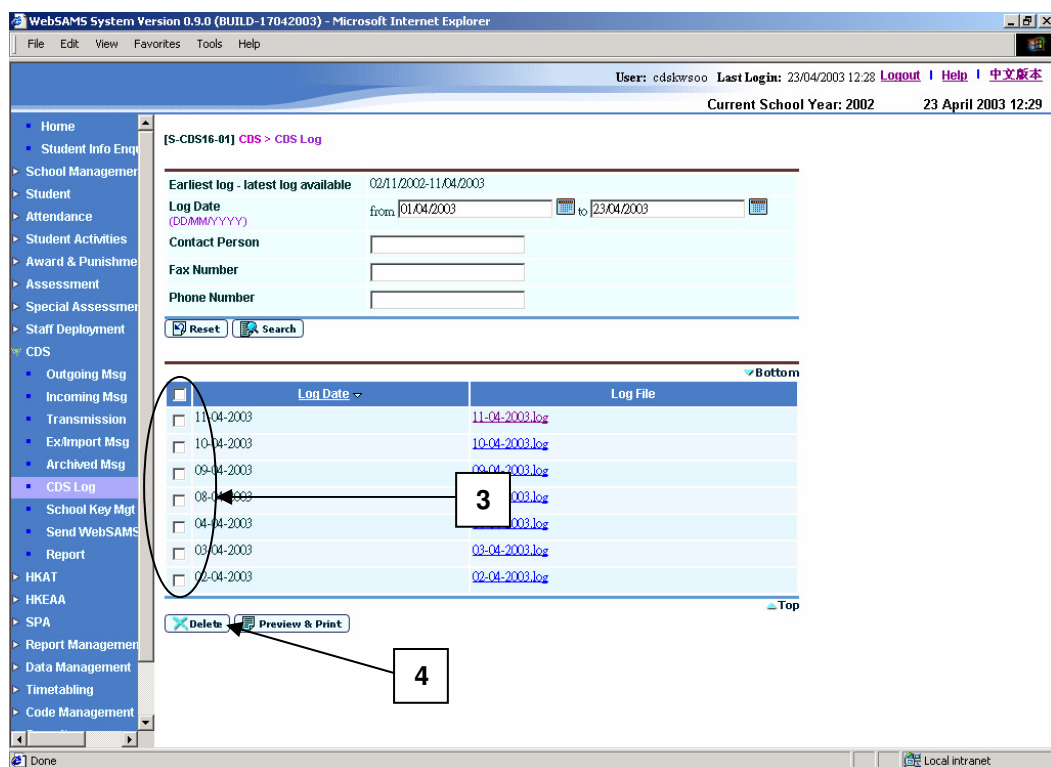 WebSAMS System Version 0.9.0 (BUILD-17042003) - Microsoft Internet Explorer
File Edit View Favorites Tools Help
User: cdskwsoo Last Login: 23/04/2003 12:28 Logout | Help | 中文版本
Current School Year: 2002 23 April 2003 12:29
Home
Student Info Enqu
School Managemer
Student
Attendance
Student Activities
Award & Punishme
Assessment
Special Assessmer
Staff Deployment
CDS
Outgoing Msg
Incoming Msg
Transmission
Ex/Import Msg
Archived Msg
CDS Log
School Key Mgt
Send WebSAMS
Report
HKAT
HKEAA
SPA
Report Managemen
Data Management
Timetabling
Code Management
[S-CDS16-01] CDS > CDS Log
Earliest log - latest log available 02/11/2002-11/04/2003
Log Date from 01/04/2003 to 23/04/2003
(DD/MM/YYYY)
Contact Person
Fax Number
Phone Number
Reset Search
Bottom
Log Date Log File
11-04-2003 11-04-2003.log
10-04-2003 10-04-2003.log
09-04-2003 09-04-2003.log
08-04-2003 003.log
04-04-2003 003.log
03-04-2003 03-04-2003.log
02-04-2003 02-04-2003.log
3
Top
Delete Preview & Print
4
Done Local intranet